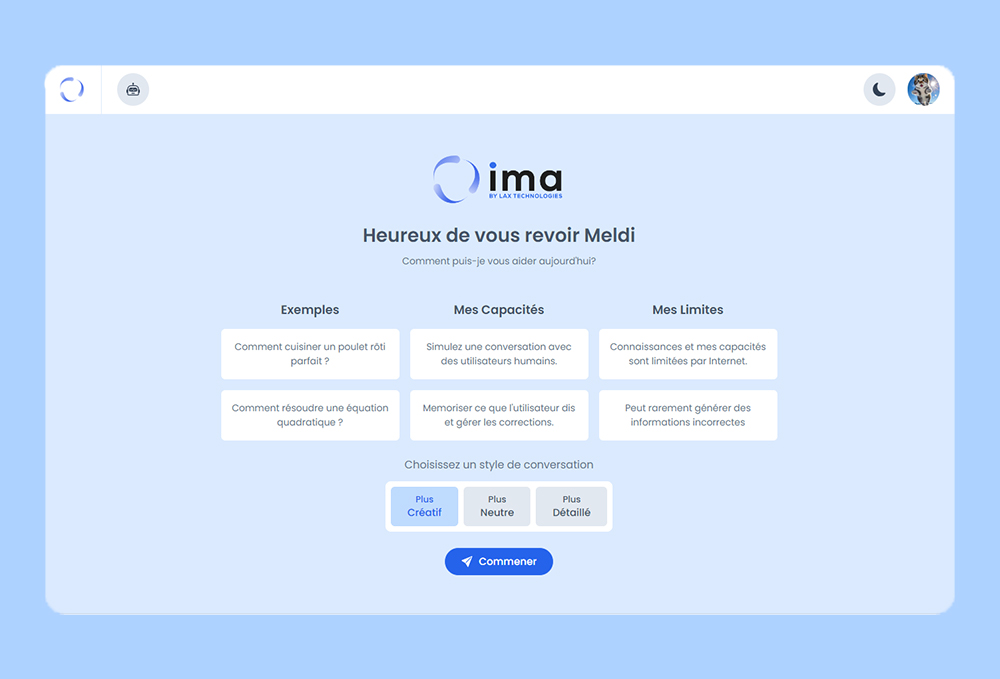 ima
BY LAX TECHNOLOGIES
Heureux de vous revoir Meldi
Comment puis-je vous aider aujourd'hui?
Exemples
Comment cuisiner un poulet rôti
parfait ?
Comment résoudre une équation
quadratique ?
Mes Capacités
Simulez une conversation avec
des utilisateurs humains.
Memoriser ce que l'utilisateur dis
et gérer les corrections.
Mes Limites
Connaissances et mes capacités
sont limitées par Internet.
Peut rarement générer des
informations incorrectes
Choisissez un style de conversation
Plus
Créatif
Plus
Neutre
Plus
Détaillé
Commener